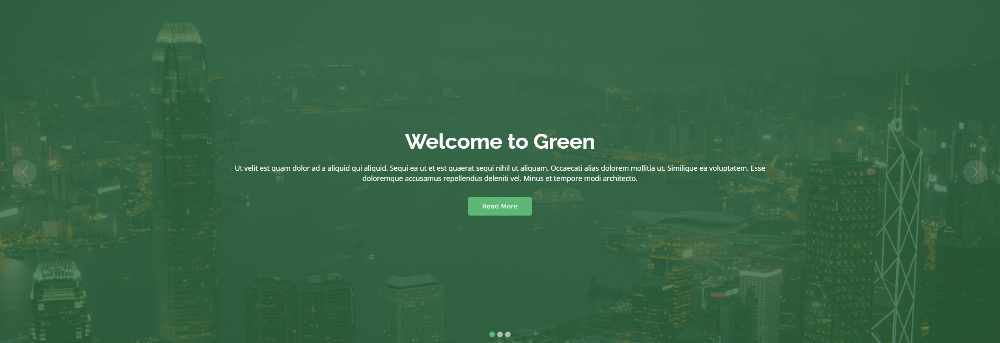 Welcome to Green
Ut velit est quam dolor ad a aliquid qui aliquid. Sequi ea ut et est quaerat sequi nihil ut aliquam. Occaecati alias dolorem mollitia ut. Similique ea voluptatem. Esse
doloremque accusamus repellendus deleniti vel. Minus et tempore modi architecto.
Read More